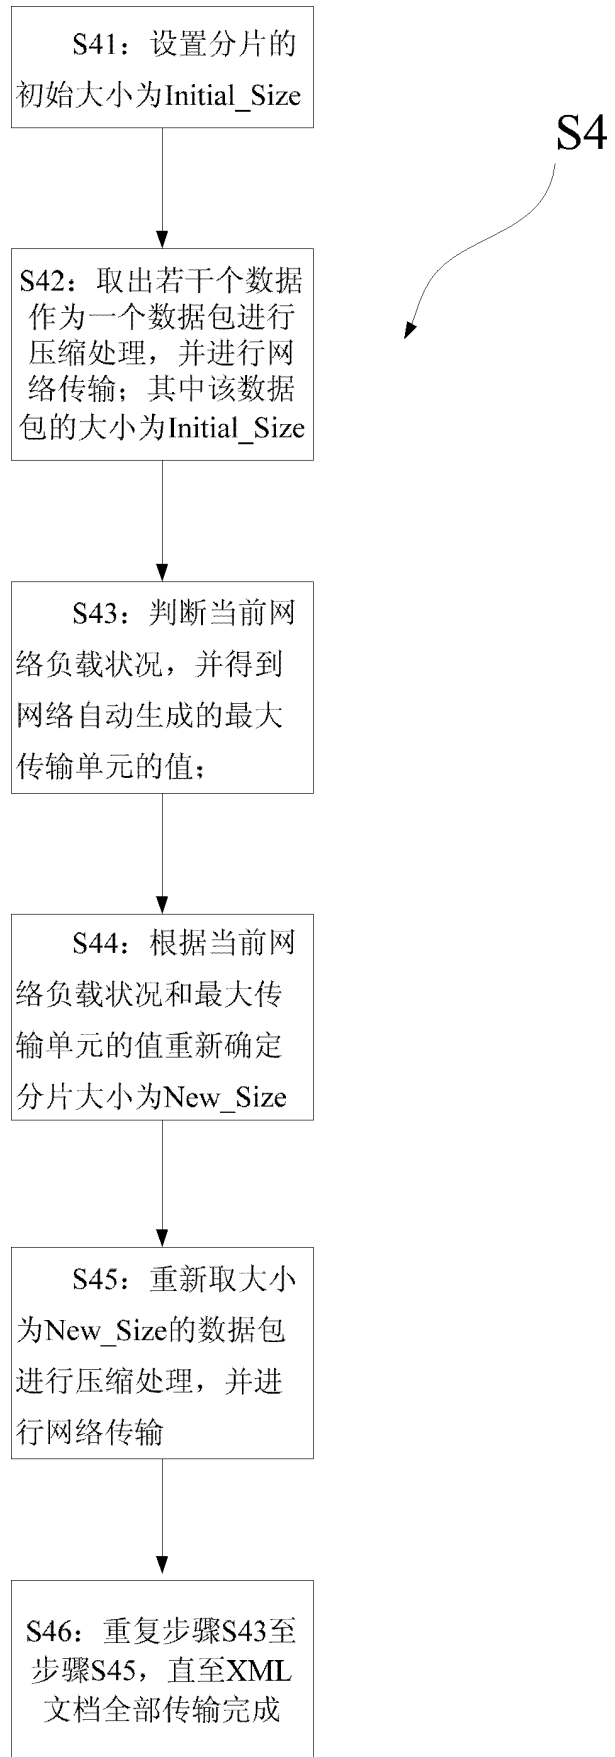 S41：设置分片的
初始大小为Initial_Size
S4
S42：取出若干个数据
作为一个数据包进行
压缩处理，并进行网
络传输；其中该数据
包的大小为Initial_Size
S43：判断当前网
络负载状况，并得到
网络自动生成的最大
传输单元的值；
S44：根据当前网
络负载状况和最大传
输单元的值重新确定
分片大小为New_Size
S45：重新取大小
为New_Size的数据包
进行压缩处理，并进
行网络传输
S46：重复步骤S43至
步骤S45，直至XML
文档全部传输完成